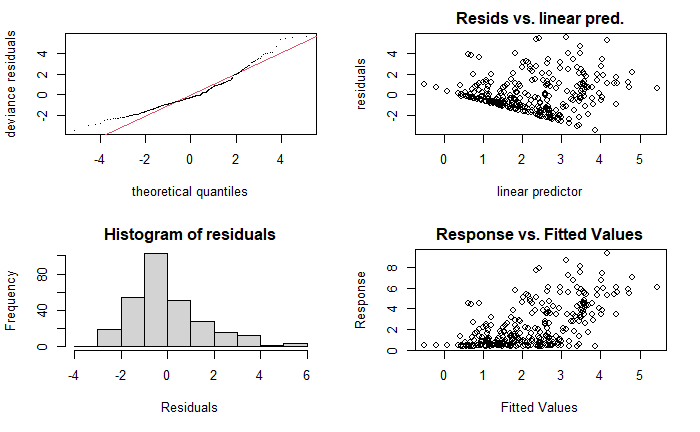 deviance residuals
-2 0 2 4
-4 -2 0 2 4
theoretical quantiles
Resids vs. linear pred.
residuals
-2 0 2 4
0 1 2 3 4 5
linear predictor
Histogram of residuals
Frequency
0 40 80
-4 -2 0 2 4 6
Residuals
Response vs. Fitted Values
Response
0 2 4 6 8
0 1 2 3 4 5
Fitted Values